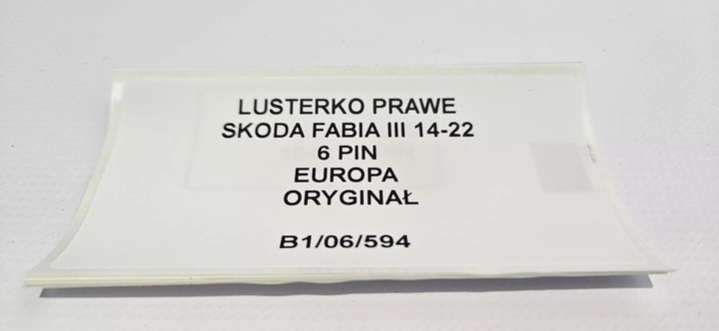 LUSTERKO PRAWE
SKODA FABIA III 14-22
6 PIN
EUROPA
ORYGINAŁ
B1/06/594